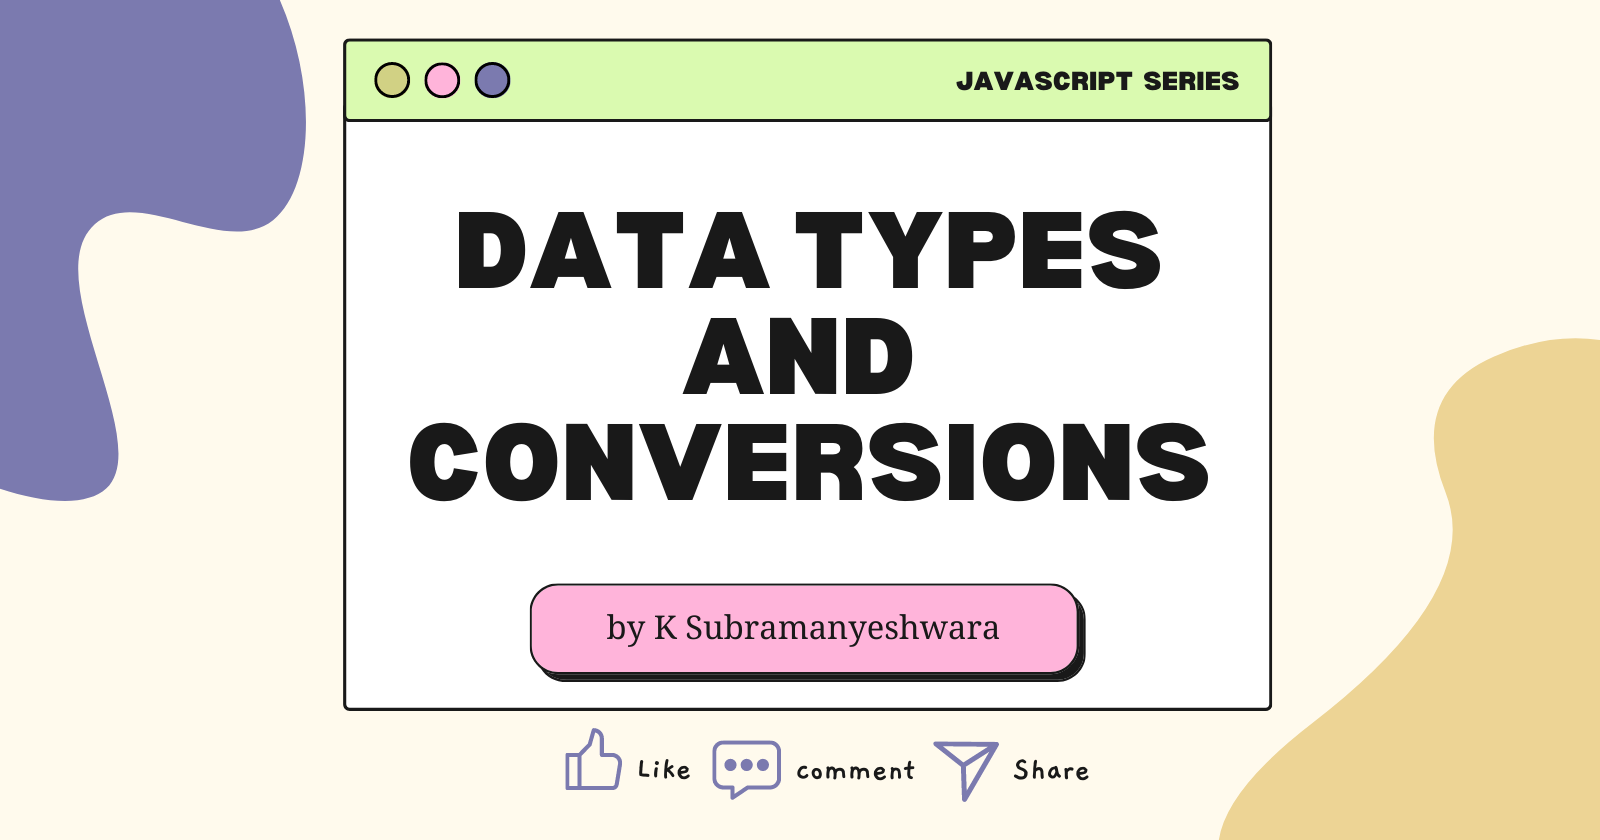 JAVASCRIPT SERIES
DATA TYPES
AND
CONVERSIONS
by K Subramanyeshwara
Like comment Share